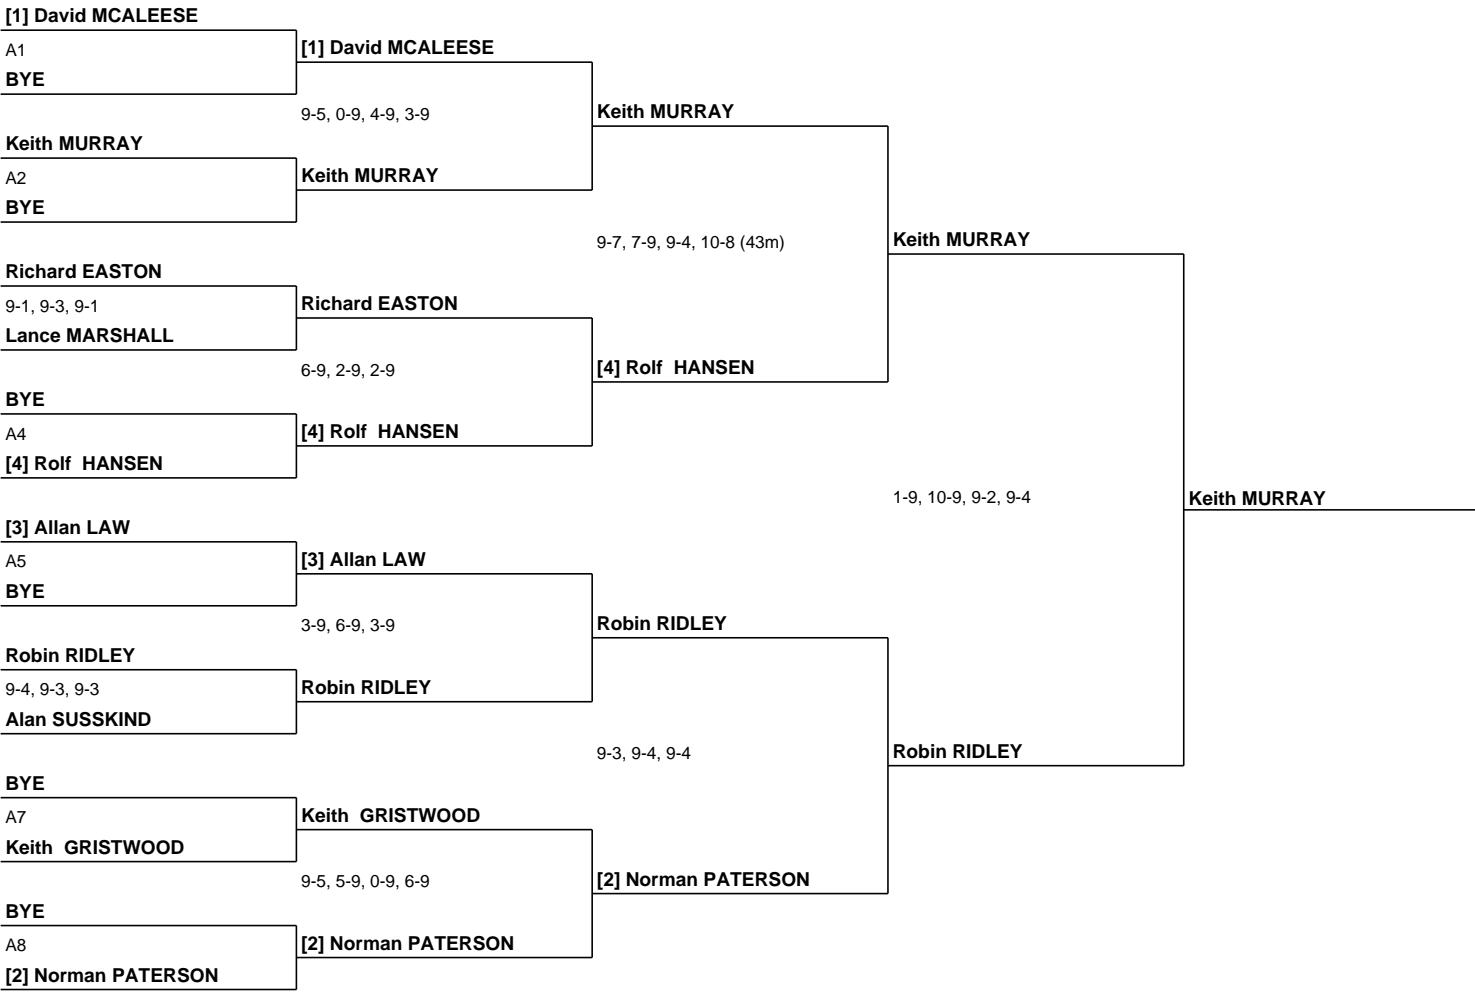 [1] David MCALEESE
A1
BYE
Keith MURRAY
A2
BYE
Richard EASTON
9-1, 9-3, 9-1
Lance MARSHALL
BYE
A4
[4] Rolf  HANSEN
[3] Allan LAW
A5
BYE
Robin RIDLEY
9-4, 9-3, 9-3
Alan SUSSKIND
BYE
A7
Keith  GRISTWOOD
BYE
A8
[2] Norman PATERSON
[1] David MCALEESE
9-5, 0-9, 4-9, 3-9
Keith MURRAY
Richard EASTON
6-9, 2-9, 2-9
[4] Rolf  HANSEN
[3] Allan LAW
3-9, 6-9, 3-9
Robin RIDLEY
Keith  GRISTWOOD
9-5, 5-9, 0-9, 6-9
[2] Norman PATERSON
Keith MURRAY
9-7, 7-9, 9-4, 10-8 (43m)
[4] Rolf  HANSEN
Robin RIDLEY
9-3, 9-4, 9-4
[2] Norman PATERSON
Keith MURRAY
1-9, 10-9, 9-2, 9-4
Robin RIDLEY
Keith MURRAY